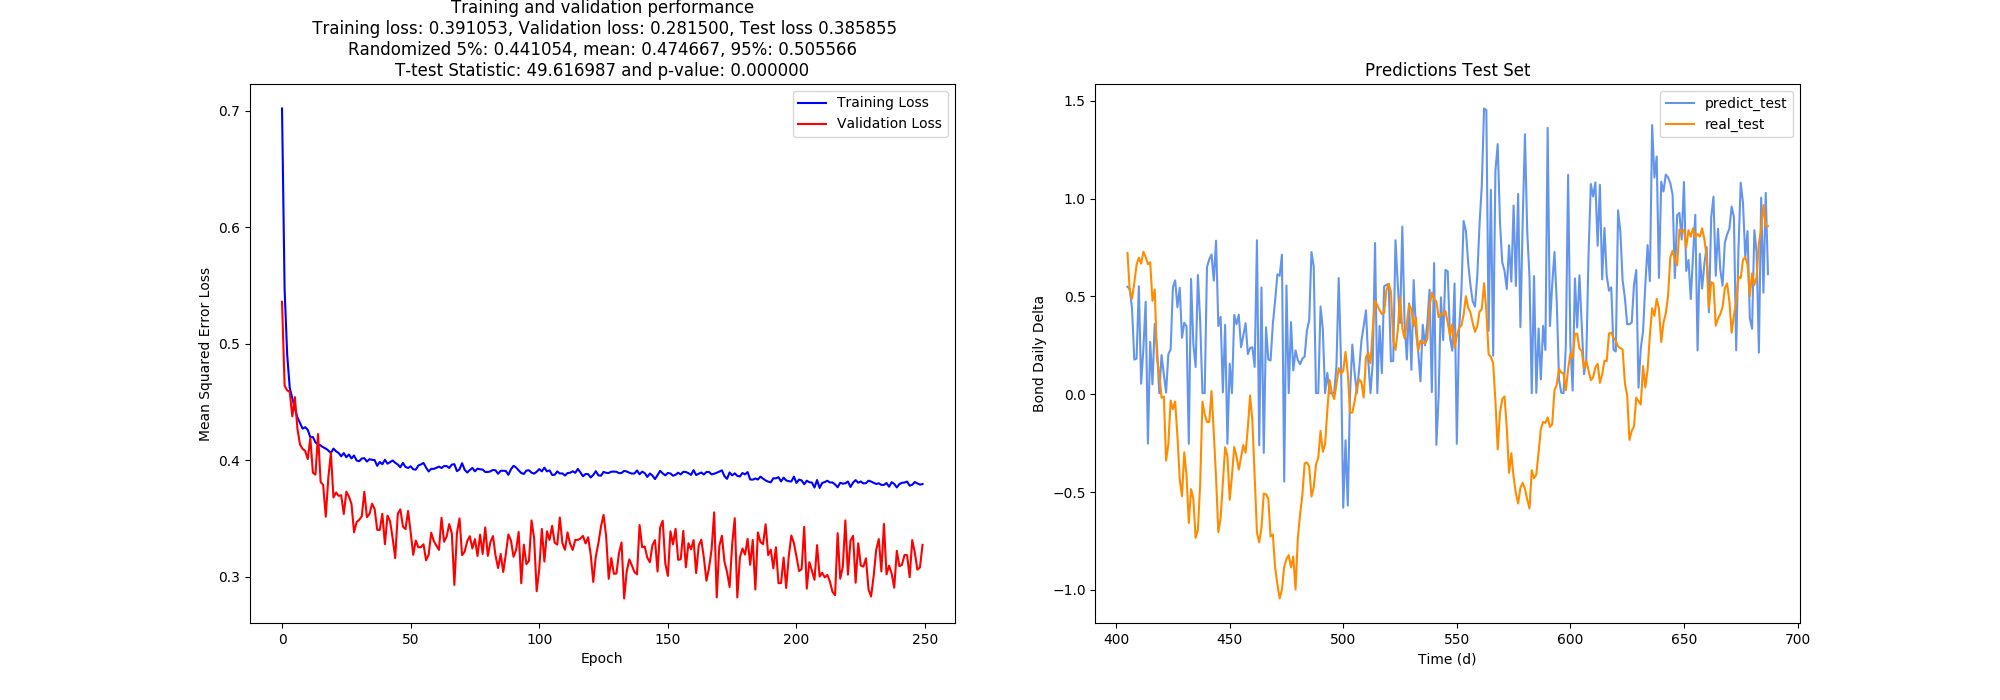 Training and validation performance
Training loss: 0.391053, Validation loss: 0.281500, Test loss 0.385855
Randomized 5%: 0.441054, mean: 0.474667, 95%: 0.505566
T-test Statistic: 49.616987 and p-value: 0.000000
Training Loss
Validation Loss
0.7
0.6
0.5
0.4
0.3
Mean Squared Error Loss
0
50
100
150
200
250
Epoch
Predictions Test Set
predict_test
real_test
1.5
1.0
0.5
0.0
−0.5
−1.0
Bond Daily Delta
400
450
500
550
600
650
700
Time (d)